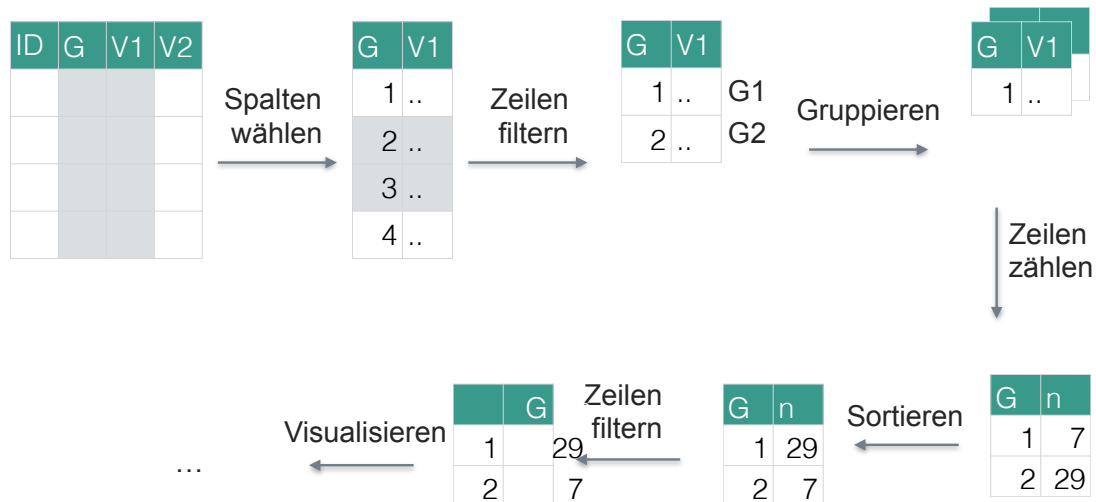 ID G V1 V2
Spalten
wählen
G V1
1 ..
2 ..
3 ..
4 ..
Zeilen
filtern
G V1
1 .. G1
2 .. G2
Gruppieren
G V1
1 ..
Zeilen
zählen
G n
1 7
2 29
Sortieren
G n
1 29
2 7
Zeilen
filtern
G
1 29
2 7
Visualisieren
...